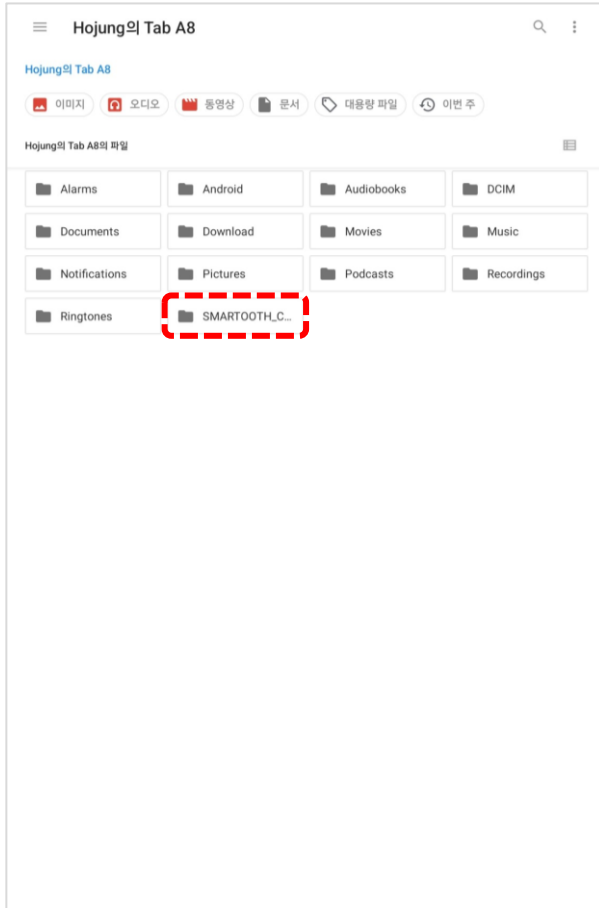 Hojung의 Tab A8
Hojung의 Tab A8
이미지 오디오 동영상 문서 대용량 파일 이번 주
Hojung의 Tab A8의 파일
Alarms Android Audiobooks DCIM
Documents Download Movies Music
Notifications Pictures Podcasts Recordings
Ringtones SMARTOOTH_C...